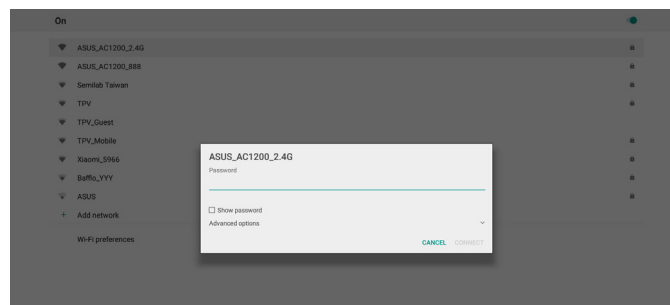 On
ASUS_AC1200_2.4G
ASUS_AC1200_888
Semilab Taiwan
TPV
TPV_Guest
TPV_Mobile
Xiaomi_5966
Baffio_YYY
ASUS
Add network
Wi-Fi preferences
ASUS_AC1200_2.4G
Password
Show password
Advanced options
CANCEL CONNECT